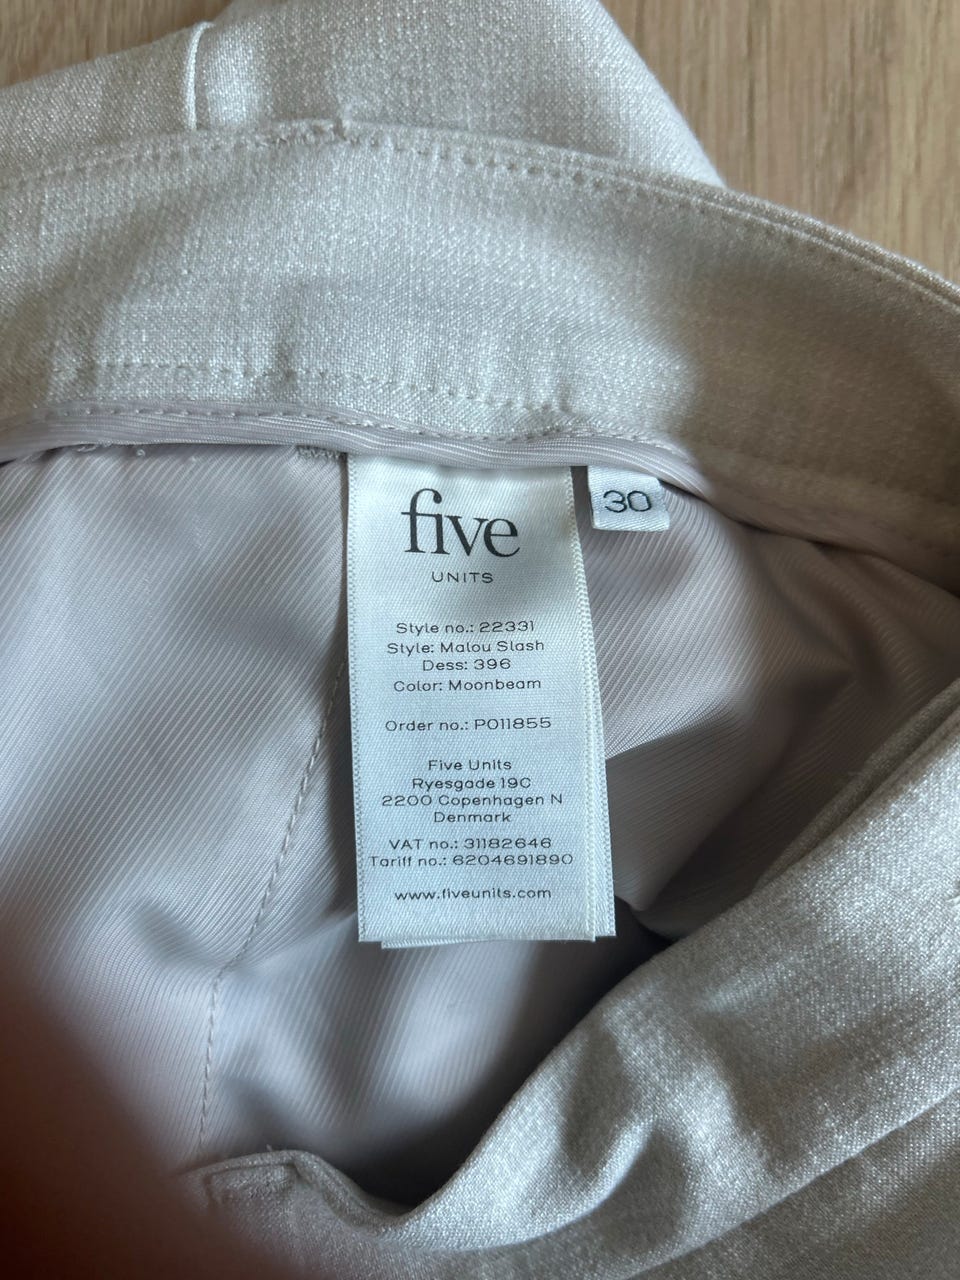 five
UNITS
30
Style no.: 22331
Style: Malou Slash
Dess: 396
Color: Moonbeam
Order no.: PO11855
Five Units
Ryesgade 19C
2200 Copenhagen N
Denmark
VAT no.: 31182646
Tariff no.: 6204691890
www.fiveunits.com